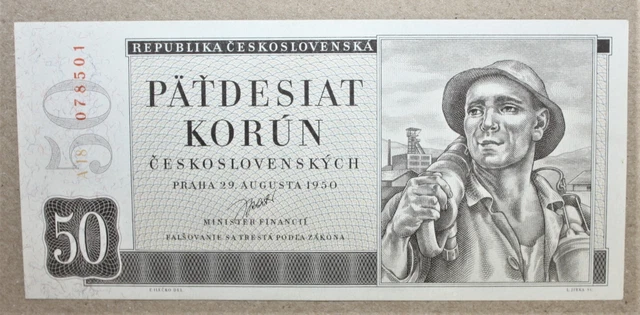 REPUBLIKA ČESKOSLOVENSKÁ
50
A 18 078501
PÄŤDESIAT
KORÚN
ČESKOSLOVENSKÝCH
PRAHA 29. AUGUSTA 1950
MINISTER FINANCIÍ
FALŠOVANIE SA TRESTÁ PODĽA ZÁKONA
50